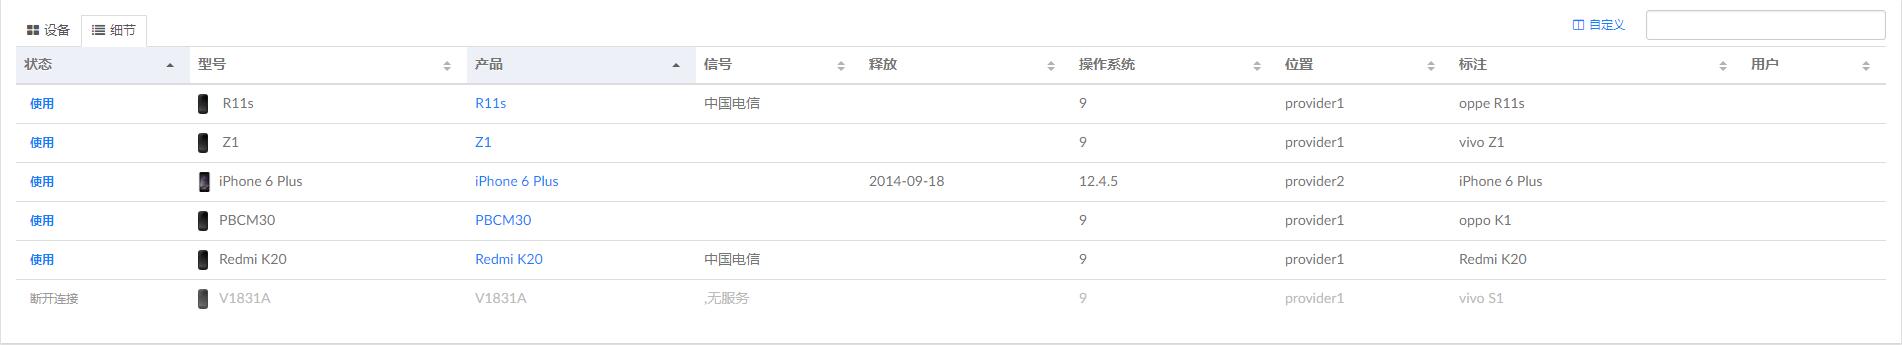 设备 细节 自定义
状态 型号 产品 信号 释放 操作系统 位置 标注 用户
使用 R11s R11s 中国电信 9 provider1 oppe R11s
使用 Z1 Z1 9 provider1 vivo Z1
使用 iPhone 6 Plus iPhone 6 Plus 2014-09-18 12.4.5 provider2 iPhone 6 Plus
使用 PBCM30 PBCM30 9 provider1 oppo K1
使用 Redmi K20 Redmi K20 中国电信 9 provider1 Redmi K20
断开连接 V1831A V1831A ,无服务 9 provider1 vivo S1